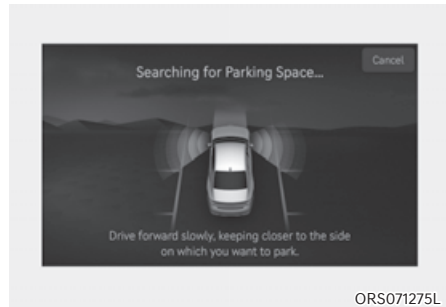 Cancel
Searching for Parking Space...
Drive forward slowly, keeping closer to the side
on which you want to park.
ORS071275L